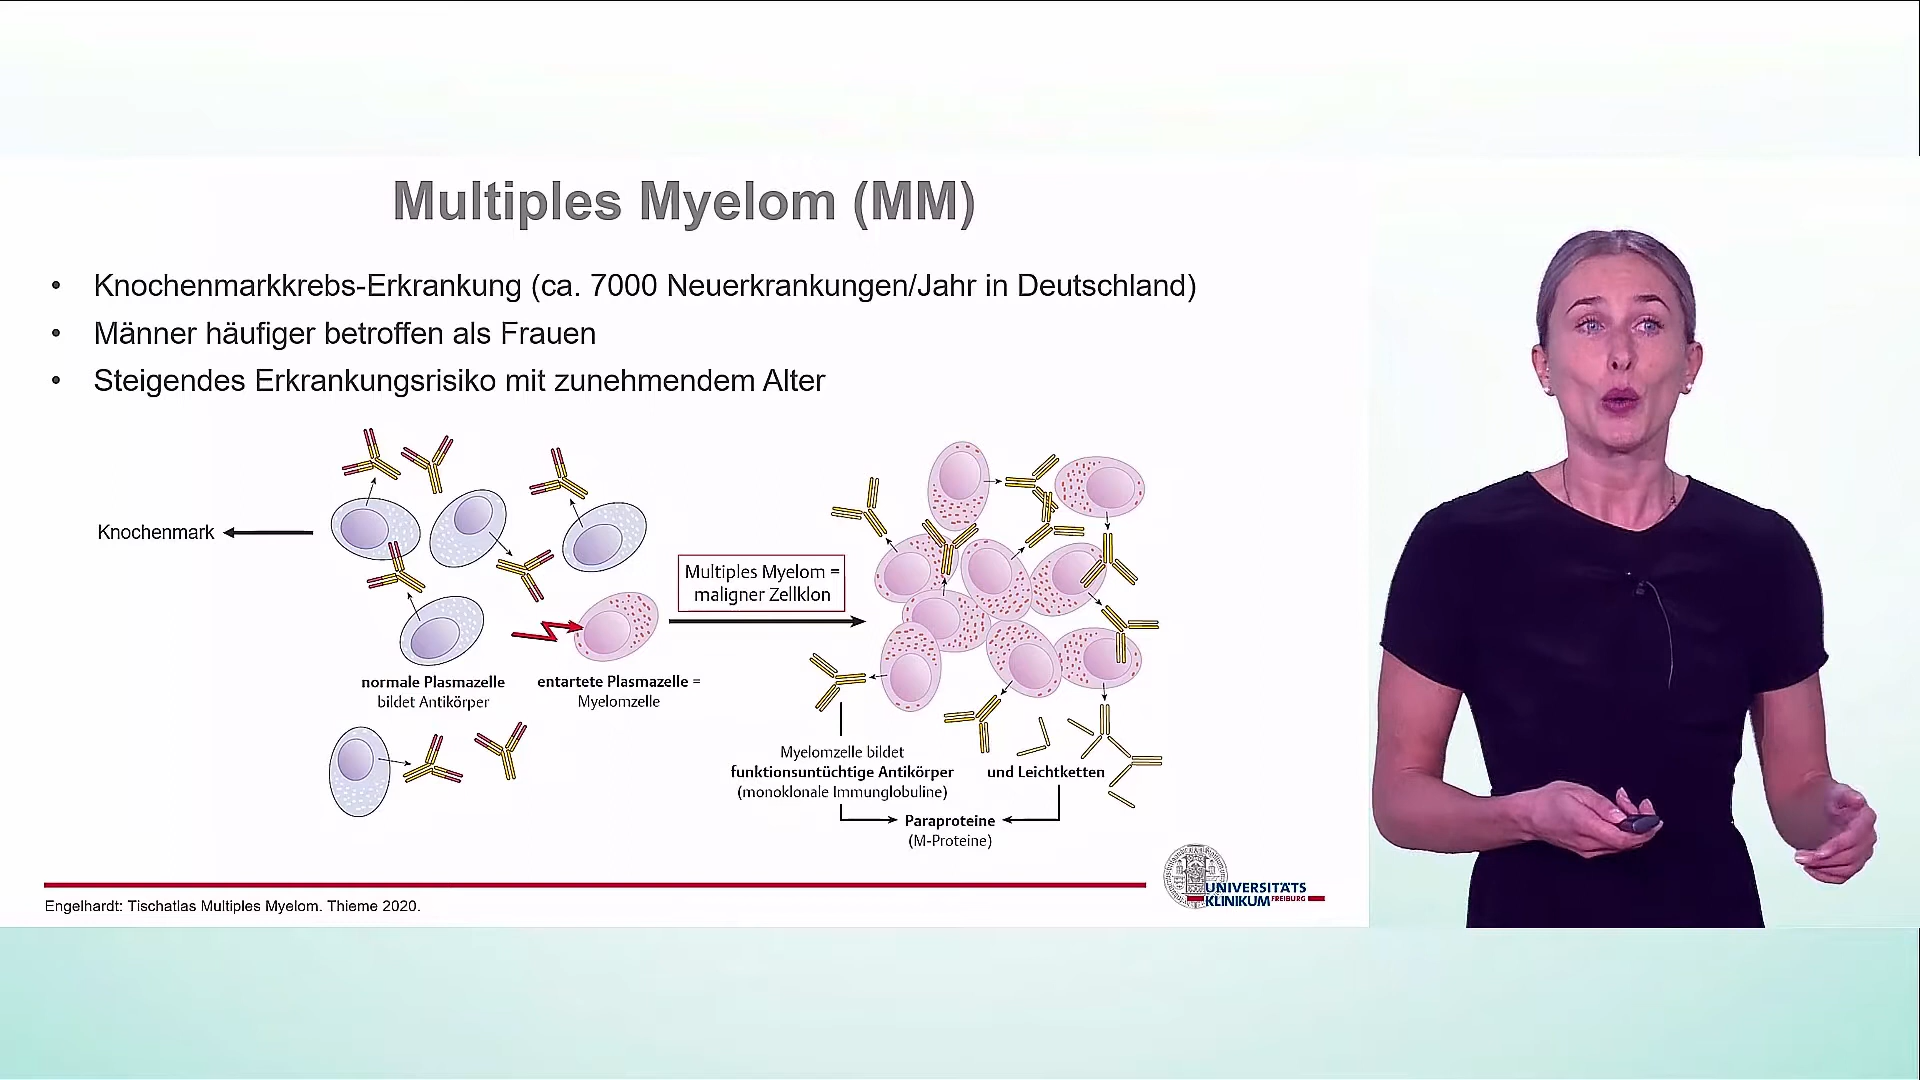 Multiples Myelom (MM)
• Knochenmarkkrebs-Erkrankung (ca. 7000 Neuerkrankungen/Jahr in Deutschland)
• Männer häufiger betroffen als Frauen
• Steigendes Erkrankungsrisiko mit zunehmendem Alter
Knochenmark
Multiples Myelom =
maligner Zellklon
normale Plasmazelle
bildet Antikörper
entartete Plasmazelle =
Myelomzelle
Myelomzelle bildet
funktionsuntüchtige Antikörper
(monoklonale Immunglobuline)
und Leichtketten
Paraproteine
(M-Proteine)
UNIVERSITÄTS
KLINIKUM FREIBURG
Engelhardt: Tischatlas Multiples Myelom. Thieme 2020.